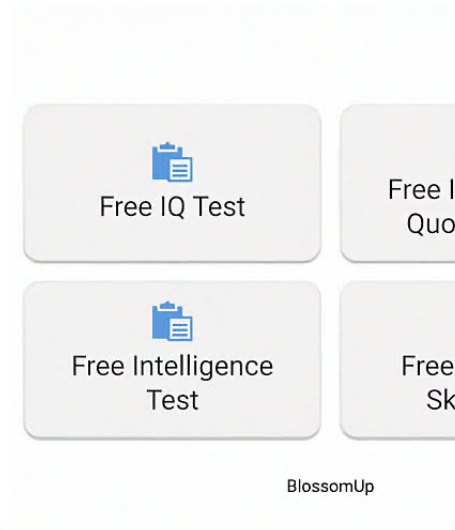 Free IQ Test
Free I
Quo
Free Intelligence
Test
Free
Sk
BlossomUp